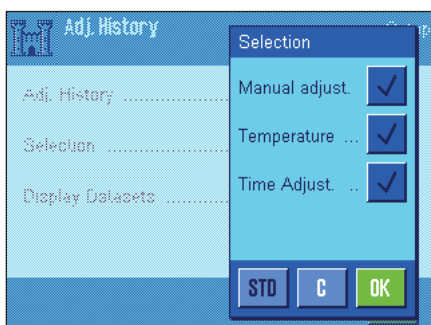 Adj. History
Selection
Manual adjust.
Adj. History ...............
Temperature ...
Selection ...............
Time Adjust. ..
Display Datasets ..........
STD
C
OK